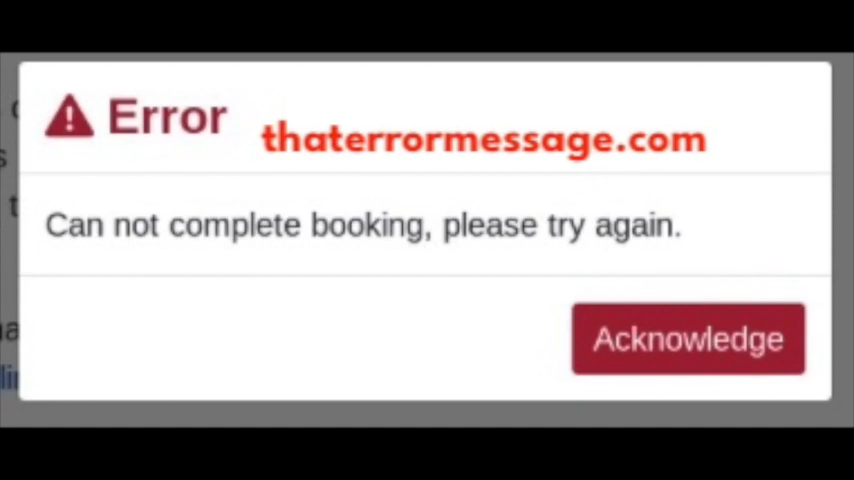 Error
thaterrormessage.com
Can not complete booking, please try again.
Acknowledge